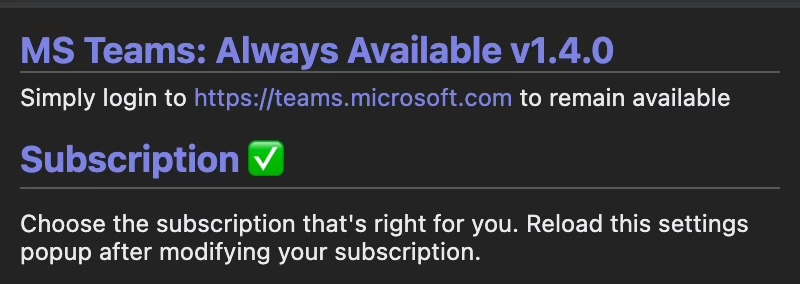 MS Teams: Always Available v1.4.0
Simply login to https://teams.microsoft.com to remain available
Subscription ✅
Choose the subscription that's right for you. Reload this settings
popup after modifying your subscription.